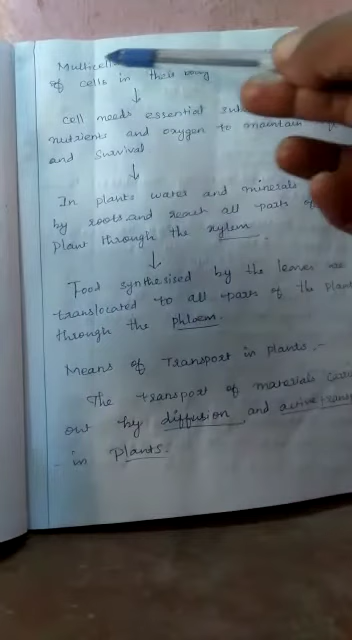 of cells in their body
cell needs essential
nutrients and oxygen to maintain
and survival
In plants water and minerals
by roots and reach all parts of
plant through the xylem.
Food synthesised by the leaves are
translocated to all parts of the plant
through the phloem.
Means of Transport in plants :-
The transport of materials
out by diffusion and active
in plants.